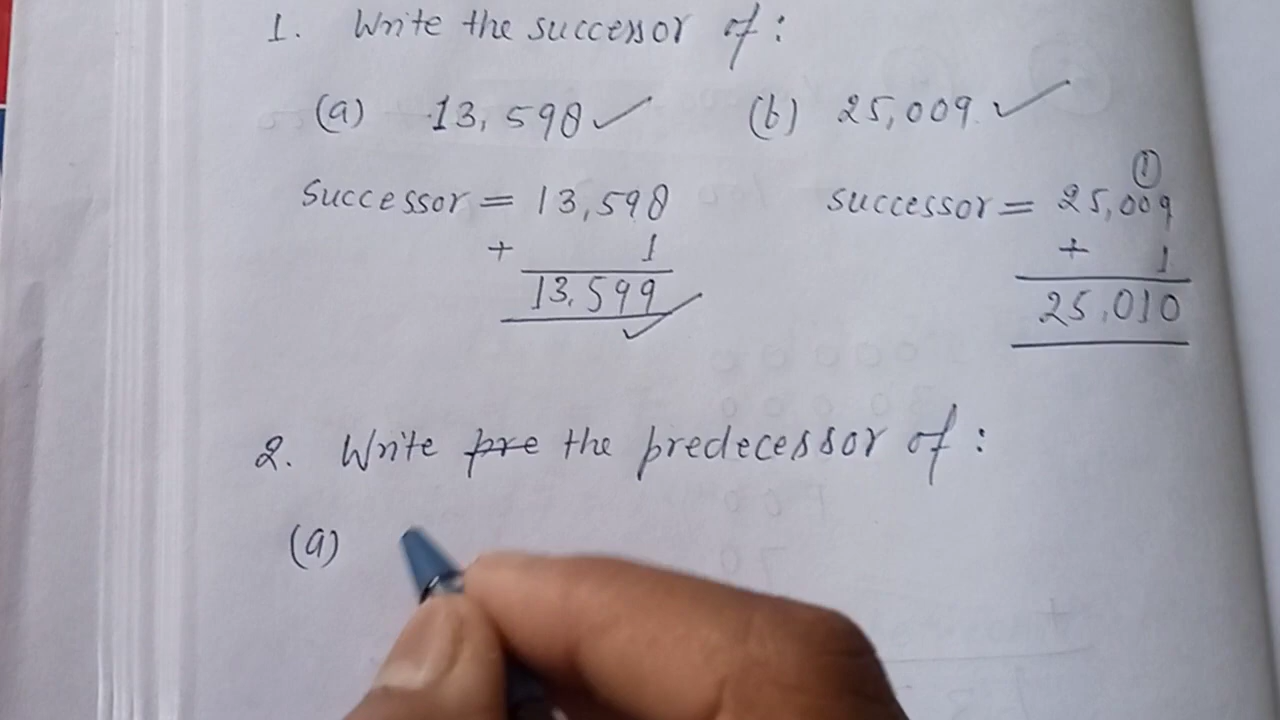 1. Write the successor of :
(a) 13,598 ✓ (b) 25,009 ✓
①
Successor = 13,598 successor = 25,009
+ 1 + 1
13,599 ✓ 25,010
2. Write pre the predecessor of :
(a)